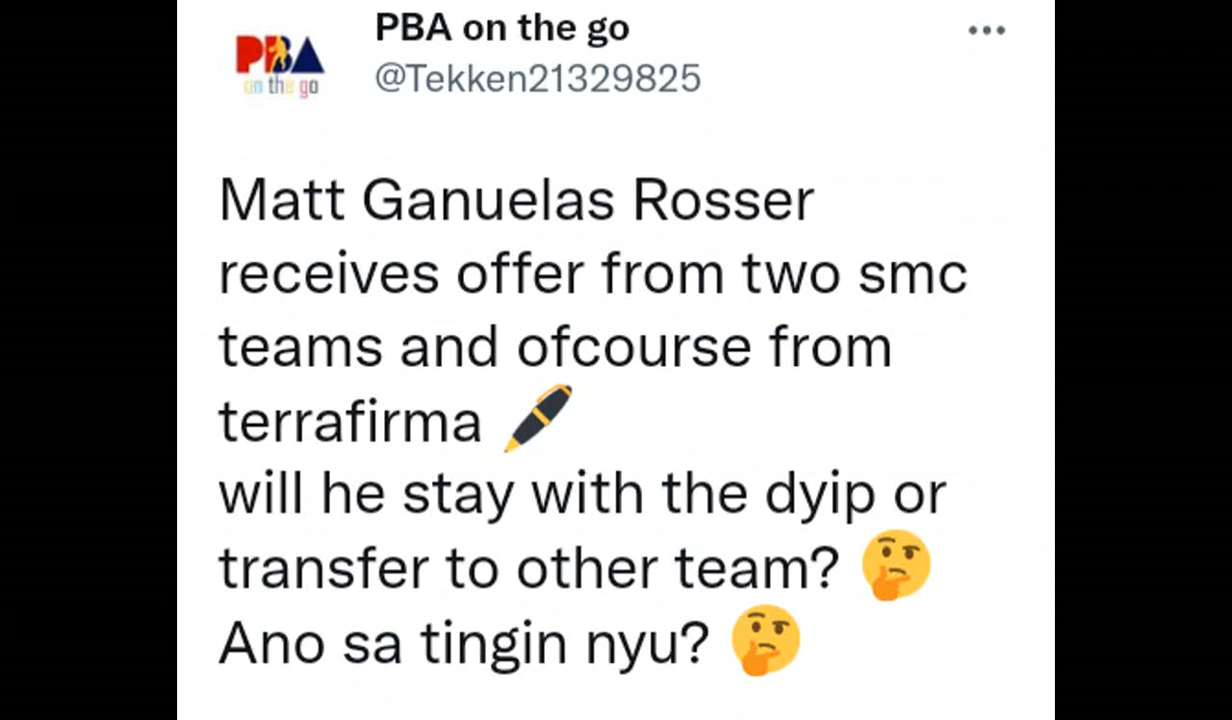 PBA on the go
@Tekken21329825
PBA
on the go
Matt Ganuelas Rosser
receives offer from two smc
teams and ofcourse from
terrafirma 🖊️
will he stay with the dyip or
transfer to other team? 🤔
Ano sa tingin nyu? 🤔